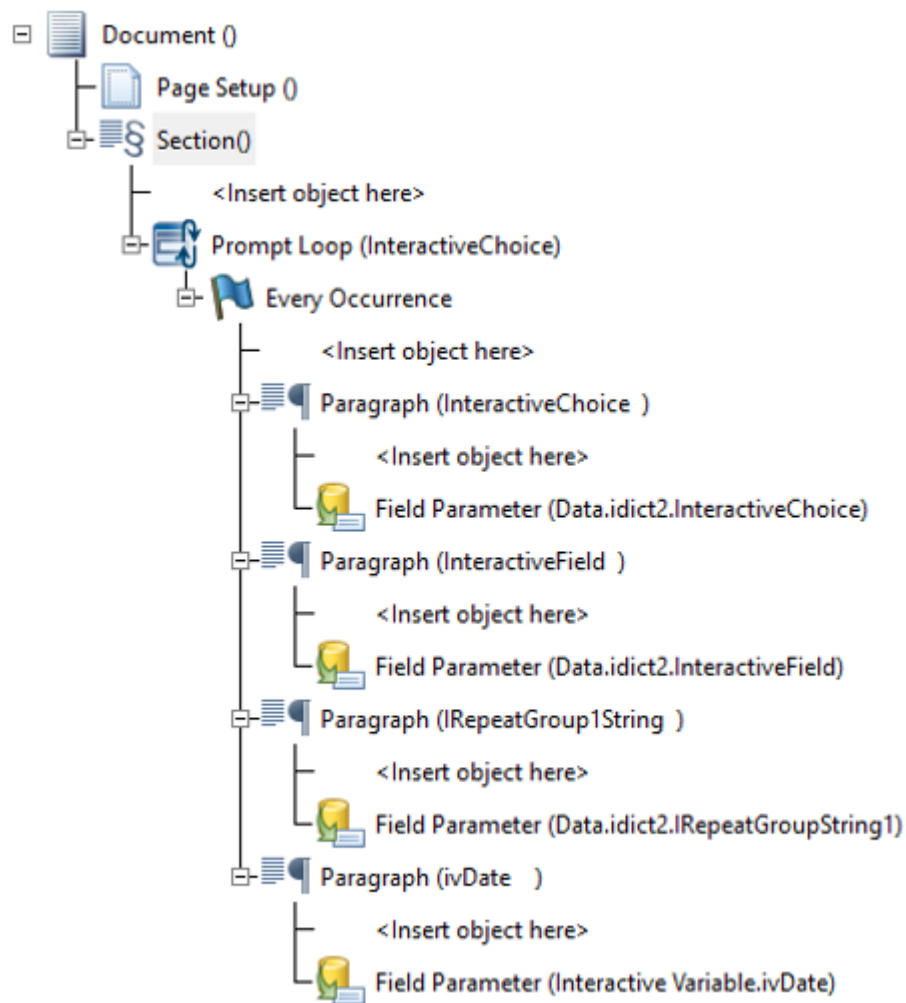 Document ()
Page Setup ()
Section()
<Insert object here>
Prompt Loop (InteractiveChoice)
Every Occurrence
<Insert object here>
Paragraph (InteractiveChoice )
<Insert object here>
Field Parameter (Data.idict2.InteractiveChoice)
Paragraph (InteractiveField )
<Insert object here>
Field Parameter (Data.idict2.InteractiveField)
Paragraph (IRepeatGroup1String )
<Insert object here>
Field Parameter (Data.idict2.IRepeatGroupString1)
Paragraph (ivDate )
<Insert object here>
Field Parameter (Interactive Variable.ivDate)